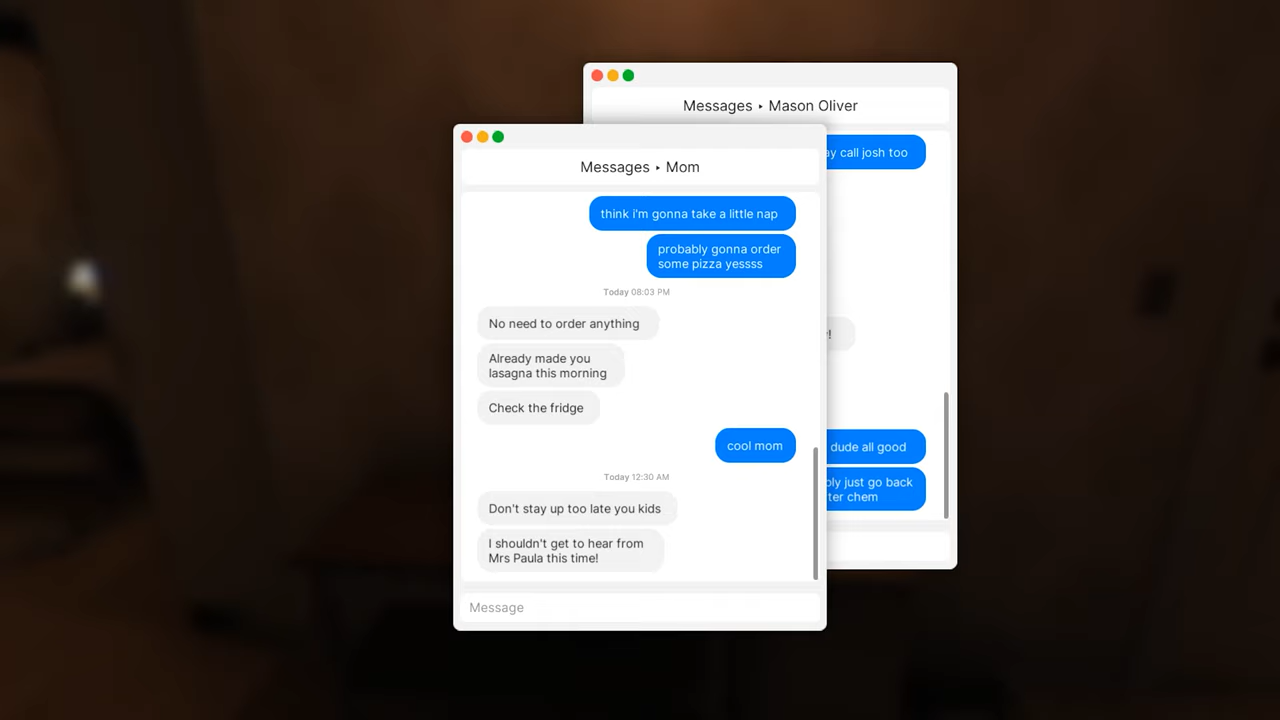 Messages ‣ Mason Oliver
call josh too
dude all good
just go back
chem
Messages ‣ Mom
think i'm gonna take a little nap
probably gonna order
some pizza yessss
Today 08:03 PM
No need to order anything
Already made you
lasagna this morning
Check the fridge
cool mom
Today 12:30 AM
Don't stay up too late you kids
I shouldn't get to hear from
Mrs Paula this time!
Message